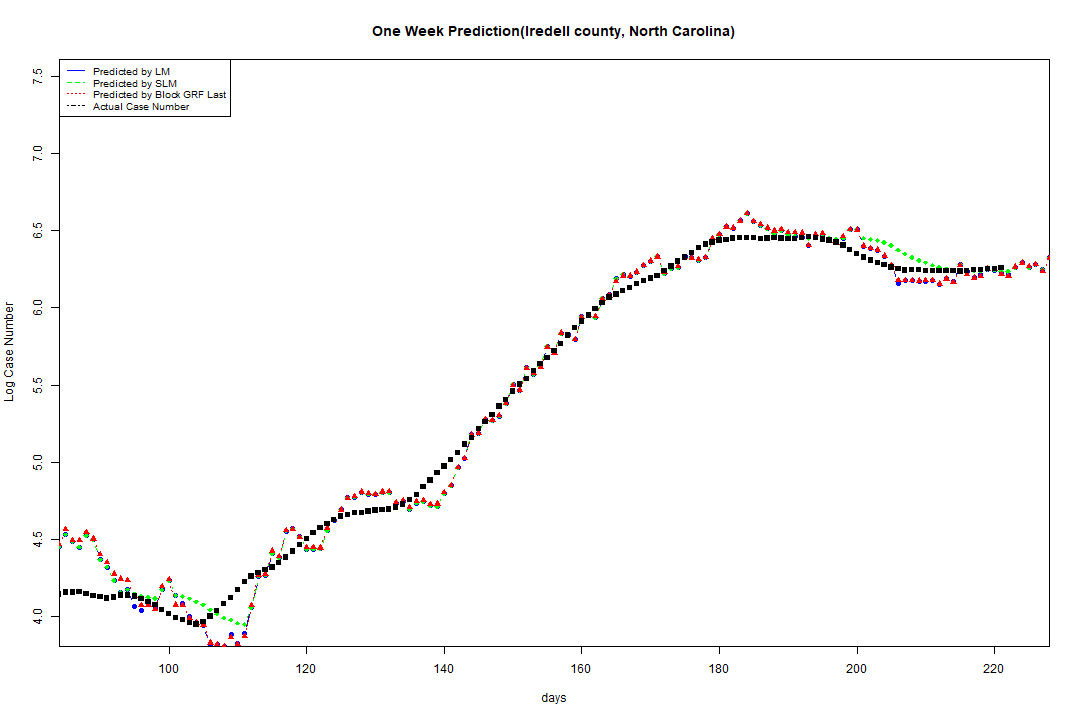 One Week Prediction(Iredell county, North Carolina)
Predicted by LM
Predicted by SLM
Predicted by Block GRF Last
Actual Case Number
7.5
7.0
6.5
6.0
5.5
5.0
4.5
4.0
Log Case Number
100 120 140 160 180 200 220
days